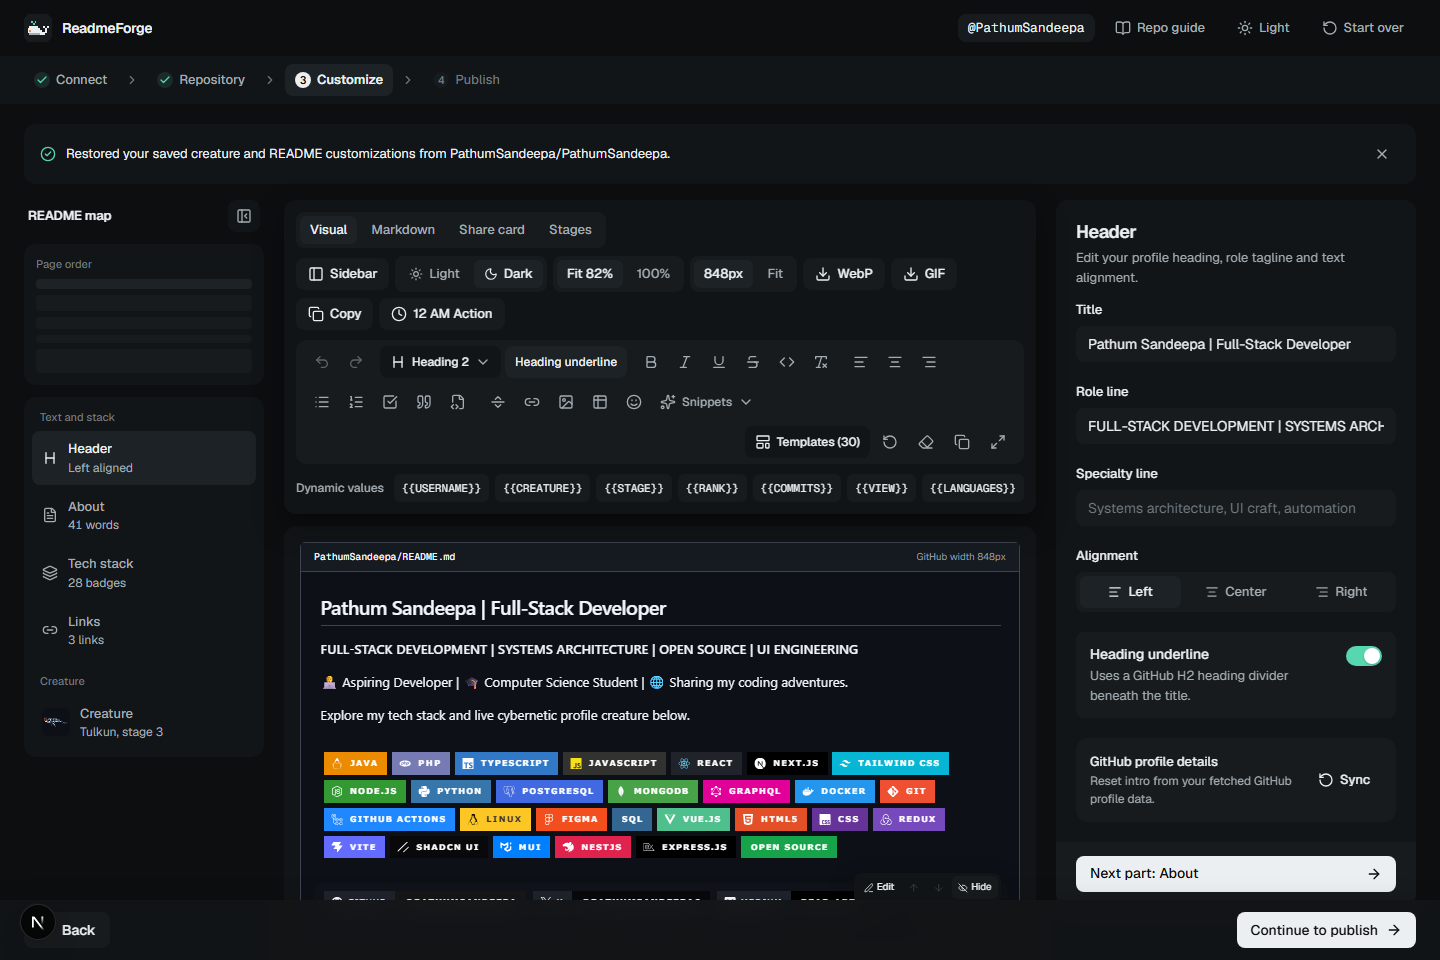 ReadmeForge
@PathumSandeepa
Repo guide
Light
Start over
Connect
Repository
3 Customize
4 Publish
Restored your saved creature and README customizations from PathumSandeepa/PathumSandeepa.
README map
Page order
Text and stack
Header
Left aligned
About
41 words
Tech stack
28 badges
Links
3 links
Creature
Creature
Tulkun, stage 3
Visual
Markdown
Share card
Stages
Sidebar
Light
Dark
Fit 82%
100%
848px
Fit
WebP
GIF
Copy
12 AM Action
H Heading 2
Heading underline
Snippets
Templates (30)
Dynamic values
{{USERNAME}}
{{CREATURE}}
{{STAGE}}
{{RANK}}
{{COMMITS}}
{{VIEW}}
{{LANGUAGES}}
PathumSandeepa/README.md
GitHub width 848px
Pathum Sandeepa | Full-Stack Developer
FULL-STACK DEVELOPMENT | SYSTEMS ARCHITECTURE | OPEN SOURCE | UI ENGINEERING
Aspiring Developer | Computer Science Student | Sharing my coding adventures.
Explore my tech stack and live cybernetic profile creature below.
JAVA PHP TYPESCRIPT JAVASCRIPT REACT NEXT.JS TAILWIND CSS
NODE.JS PYTHON POSTGRESQL MONGODB GRAPHQL DOCKER GIT
GITHUB ACTIONS LINUX FIGMA SQL VUE.JS HTML5 CSS REDUX
VITE SHADCN UI MUI NESTJS EXPRESS.JS OPEN SOURCE
Edit
Hide
Header
Edit your profile heading, role tagline and text
alignment.
Title
Pathum Sandeepa | Full-Stack Developer
Role line
FULL-STACK DEVELOPMENT | SYSTEMS ARCH
Specialty line
Systems architecture, UI craft, automation
Alignment
Left
Center
Right
Heading underline
Uses a GitHub H2 heading divider
beneath the title.
GitHub profile details
Reset intro from your fetched GitHub
profile data.
Sync
Next part: About
N
Back
Continue to publish